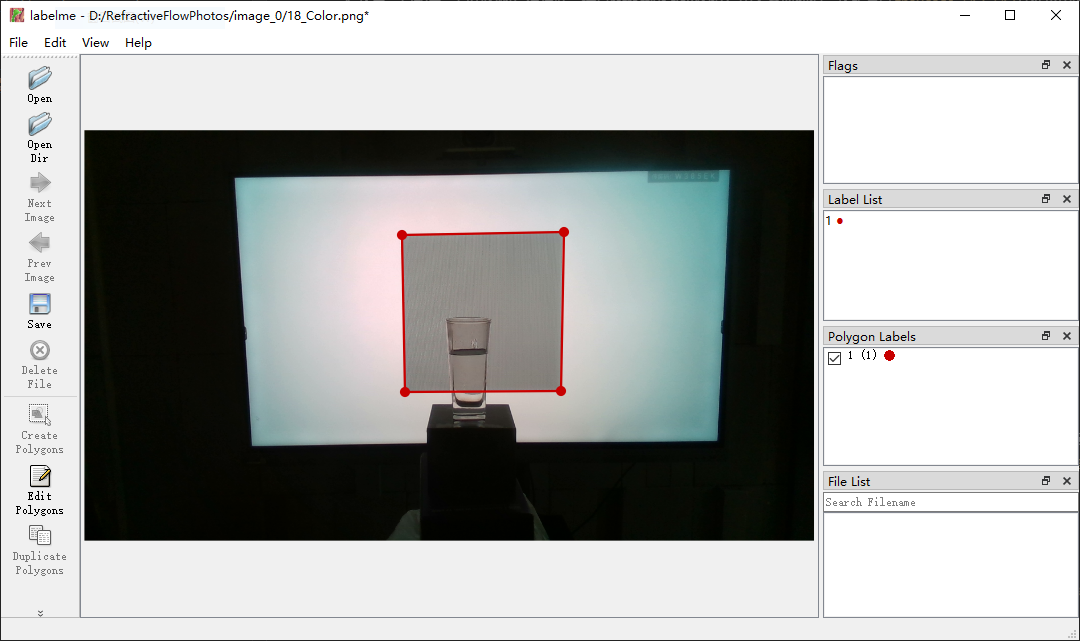 labelme - D:/RefractiveFlowPhotos/image_0/18_Color.png*
File Edit View Help
Open
Open
Dir
Next
Image
Prev
Image
Save
Delete
File
Create
Polygons
Edit
Polygons
Duplicate
Polygons
Flags
Label List
1
Polygon Labels
1 (1)
File List
Search Filename